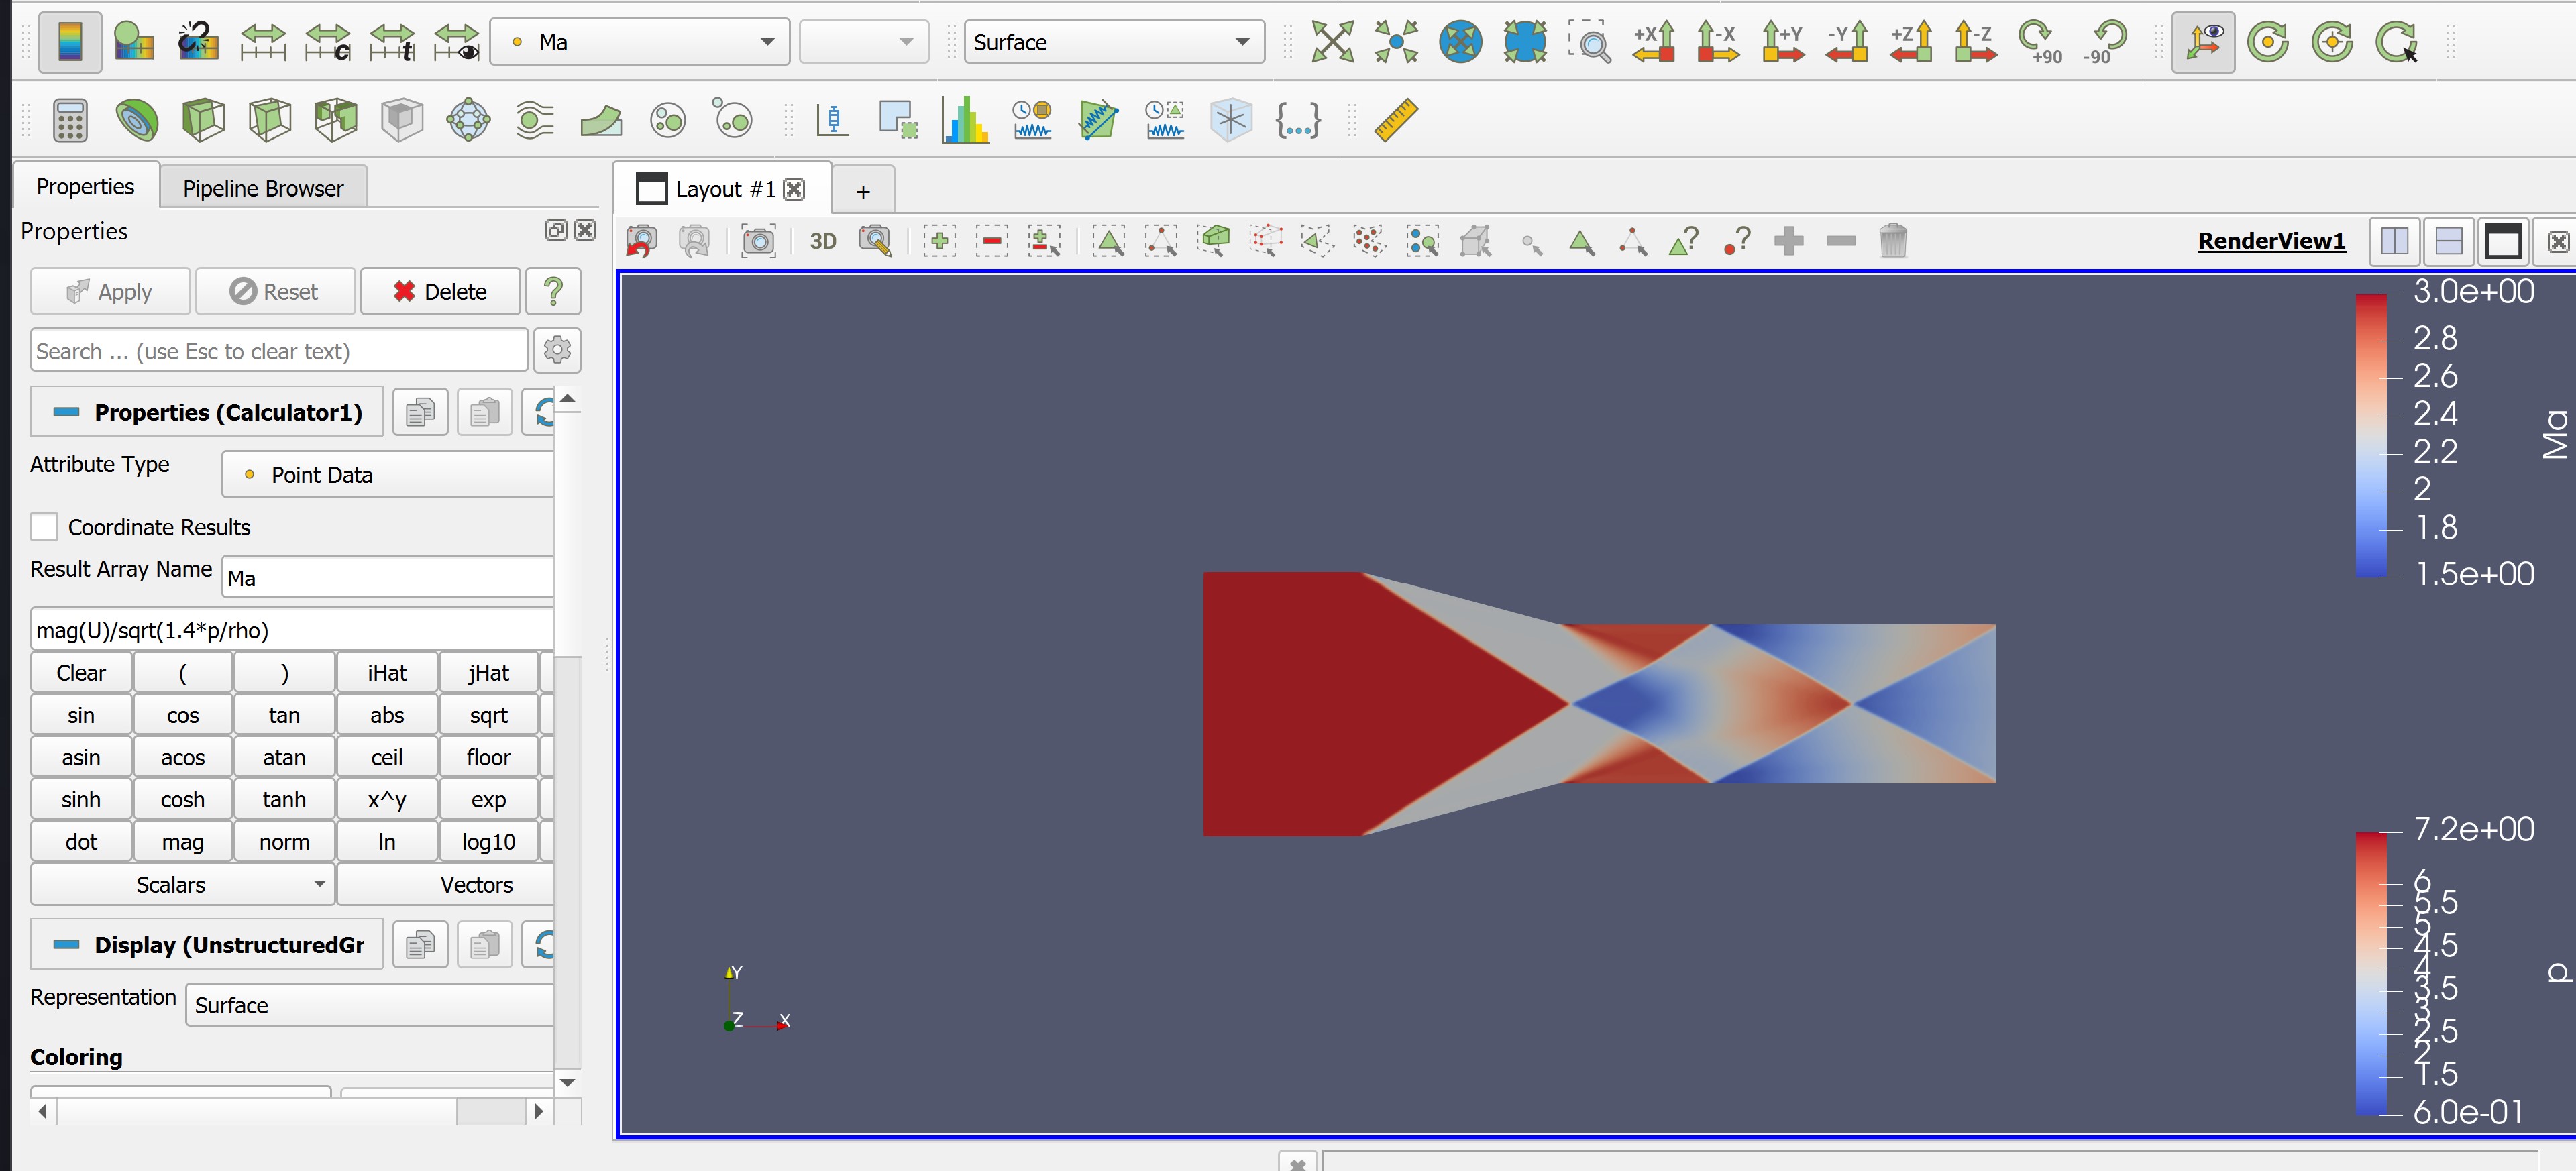 c
t
Ma
Surface
+X
-X
+Y
-Y
+Z
-Z
+90
-90
{...}
Properties
Pipeline Browser
Layout #1
+
Properties
3D
?
?
RenderView1
Apply
Reset
Delete
?
Search ... (use Esc to clear text)
Properties (Calculator1)
Attribute Type
Point Data
Coordinate Results
Result Array Name
Ma
mag(U)/sqrt(1.4*p/rho)
Clear
(
)
iHat
jHat
sin
cos
tan
abs
sqrt
asin
acos
atan
ceil
floor
sinh
cosh
tanh
x^y
exp
dot
mag
norm
ln
log10
Scalars
Vectors
Display (UnstructuredGr
Representation
Surface
Coloring
Y
Z
X
3.0e+00
2.8
2.6
2.4
2.2
2
1.8
1.5e+00
Ma
7.2e+00
6
5.5
5
4.5
4
3.5
3
2.5
2
1.5
6.0e-01
p